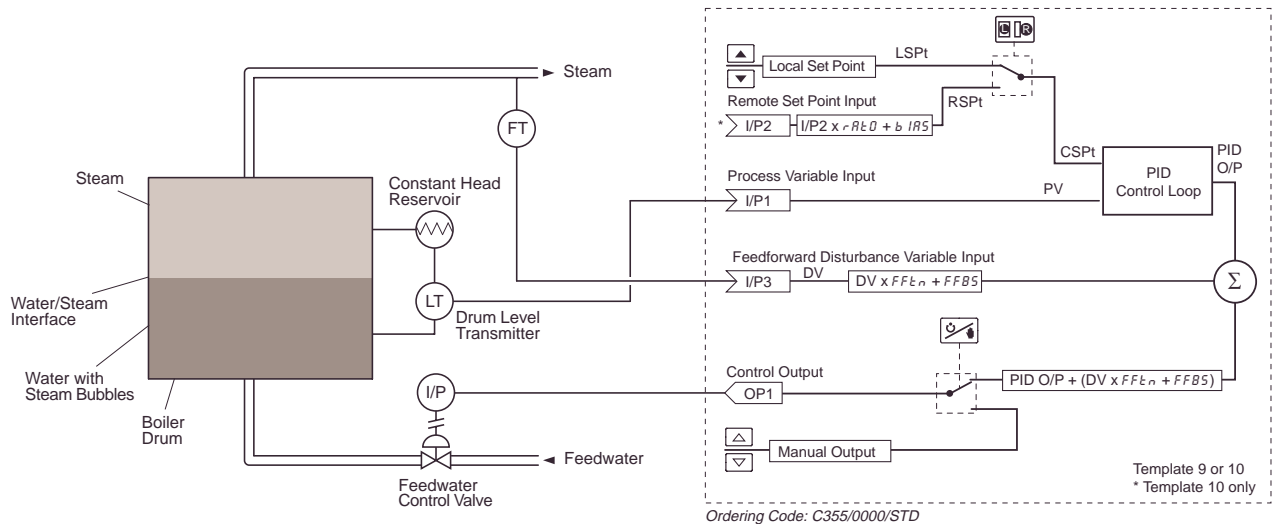 Steam
FT
Steam
Constant Head
Reservoir
LT
Drum Level
Transmitter
Water/Steam
Interface
Water with
Steam Bubbles
Boiler
Drum
I/P
Feedwater
Feedwater
Control Valve
L R
Local Set Point
LSPt
Remote Set Point Input
RSPt
* I/P2
I/P2 x rAtO + bIAS
CSPt
PID
O/P
PID
Control Loop
Process Variable Input
I/P1
PV
Feedforward Disturbance Variable Input
I/P3
DV
DV x FFtn + FFBS
Σ
Control Output
OP1
PID O/P + (DV x FFtn + FFBS)
Manual Output
Template 9 or 10
* Template 10 only
Ordering Code: C355/0000/STD